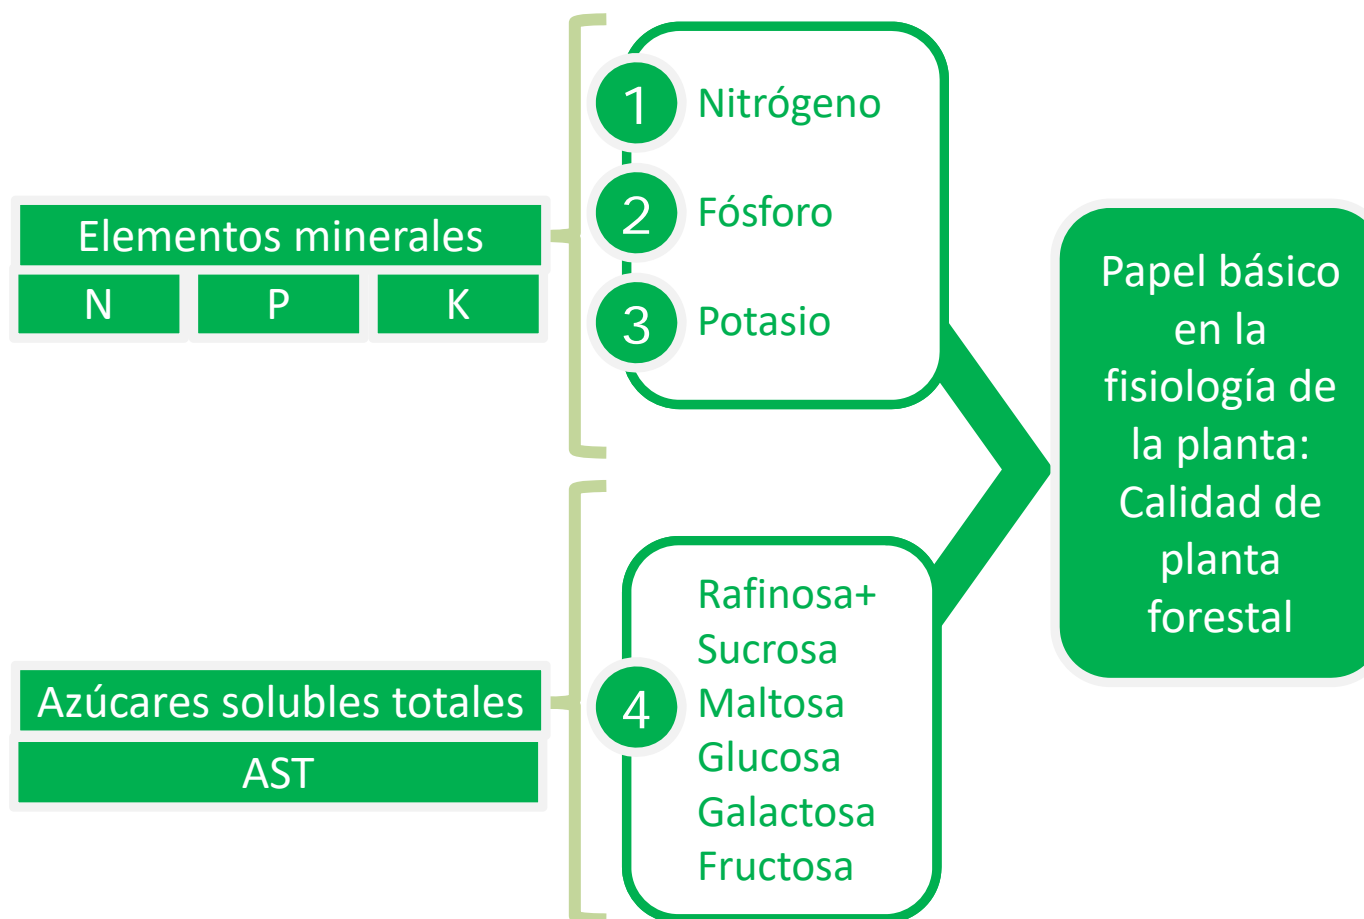 Elementos minerales
N
P
K
1 Nitrógeno
2 Fósforo
3 Potasio
Azúcares solubles totales
AST
4
Rafinosa+
Sucrosa
Maltosa
Glucosa
Galactosa
Fructosa
Papel básico
en la
fisiología de
la planta:
Calidad de
planta
forestal